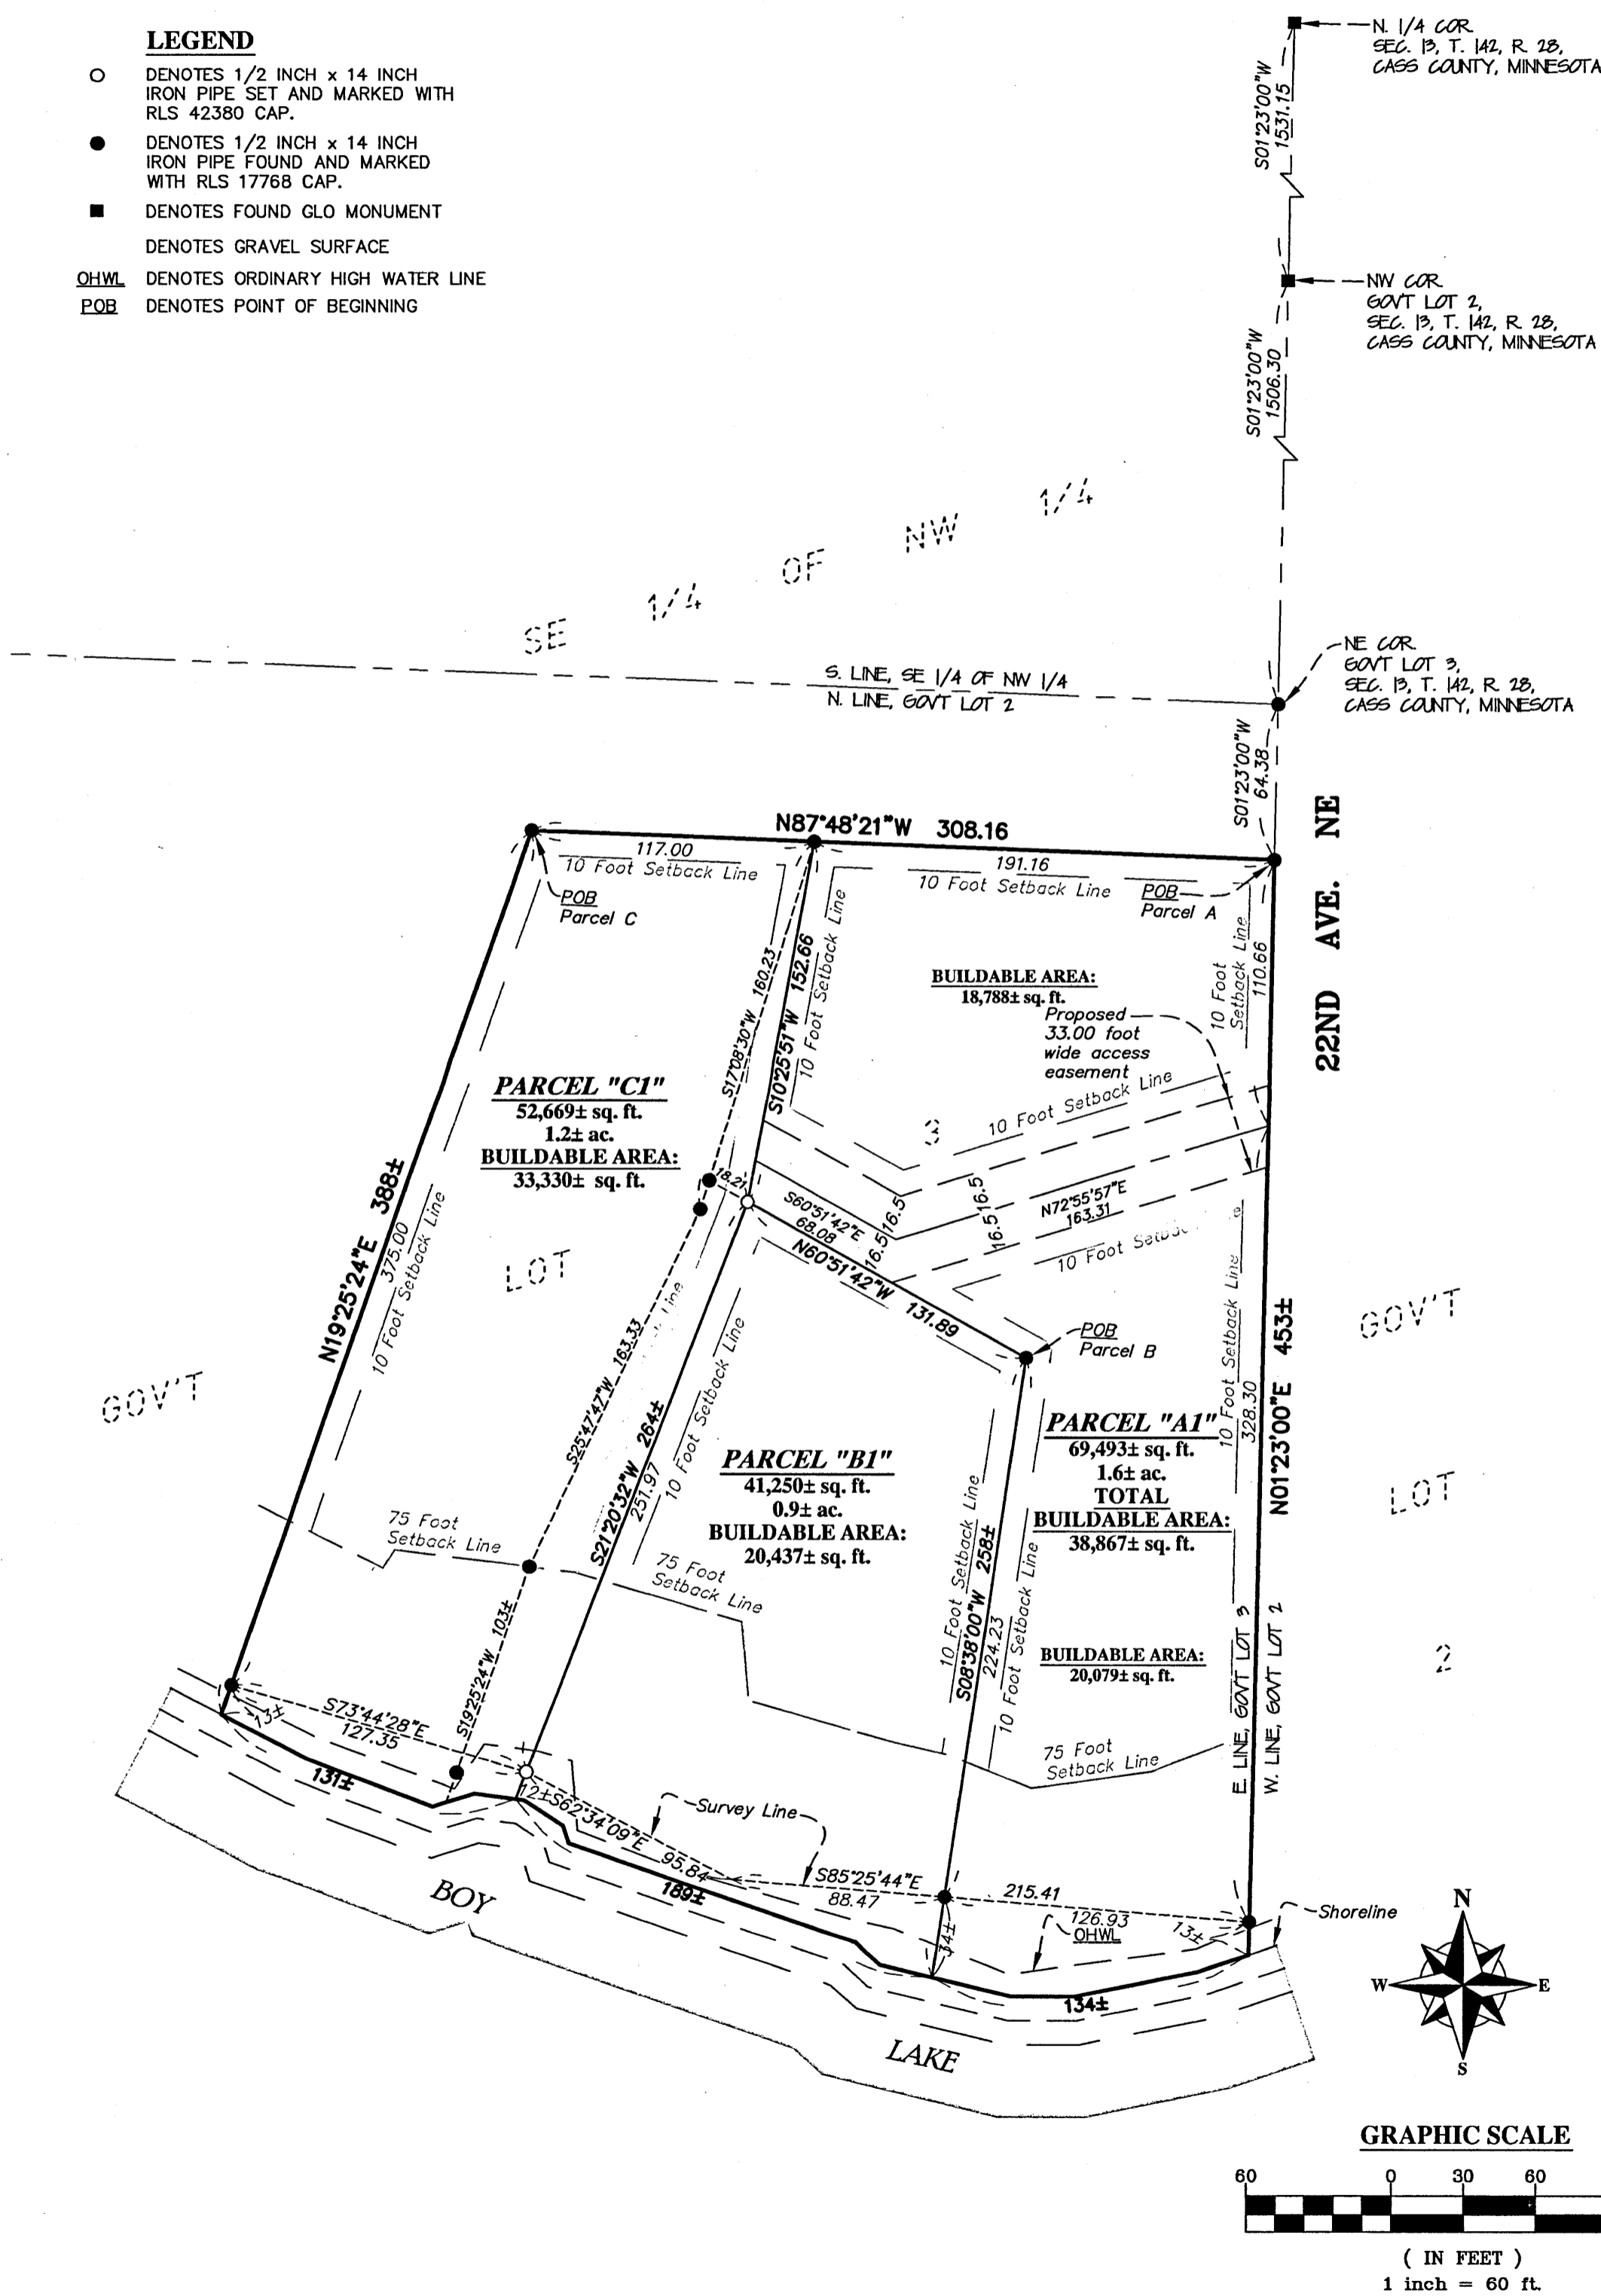 LEGEND
DENOTES 1/2 INCH x 14 INCH
IRON PIPE SET AND MARKED WITH
RLS 42380 CAP.
DENOTES 1/2 INCH x 14 INCH
IRON PIPE FOUND AND MARKED
WITH RLS 17768 CAP.
DENOTES FOUND GLO MONUMENT
DENOTES GRAVEL SURFACE
OHWL DENOTES ORDINARY HIGH WATER LINE
POB DENOTES POINT OF BEGINNING
N. 1/4 COR.
SEC. 13, T. 142, R. 28,
CASS COUNTY, MINNESOTA
S01°23'00"W
1531.15
NW COR.
GOV'T LOT 2,
SEC. 13, T. 142, R. 28,
CASS COUNTY, MINNESOTA
S01°23'00"W
1506.30
SE 1/4 OF NW 1/4
NE COR.
GOV'T LOT 3,
SEC. 13, T. 142, R. 28,
CASS COUNTY, MINNESOTA
S. LINE, SE 1/4 OF NW 1/4
N. LINE, GOV'T LOT 2
S01°23'00"W
64.38
N87°48'21"W 308.16
117.00
10 Foot Setback Line
191.16
10 Foot Setback Line
POB
Parcel C
POB
Parcel A
22ND AVE. NE
10 Foot
Setback Line
110.66
BUILDABLE AREA:
18,788± sq. ft.
Proposed
33.00 foot
wide access
easement
S17°08'30"W 160.23
S10°25'51"W 152.66
10 Foot Setback Line
10 Foot Setback Line
3
PARCEL "C1"
52,669± sq. ft.
1.2± ac.
BUILDABLE AREA:
33,330± sq. ft.
18.21
S60°51'42"E
68.08
16.5
16.5
16.5
16.5
N72°55'57"E
163.31
10 Foot
N60°51'42"W 131.89
N19°25'24"E 388±
375.00
10 Foot Setback Line
LOT
GOV'T
POB
Parcel B
S25°47'47"W 163.33
Line
S21°20'32"W 264±
251.97
10 Foot Setback Line
PARCEL "B1"
41,250± sq. ft.
0.9± ac.
BUILDABLE AREA:
20,437± sq. ft.
PARCEL "A1"
69,493± sq. ft.
1.6± ac.
TOTAL
BUILDABLE AREA:
38,867± sq. ft.
10 Foot Setback Line
328.30
N01°23'00"E 453±
GOV'T
LOT
2
75 Foot
Setback Line
75 Foot
Setback Line
10 Foot Setback Line
S08°38'00"W 258±
224.23
10 Foot Setback Line
BUILDABLE AREA:
20,079± sq. ft.
75 Foot
Setback Line
E. LINE, GOV'T LOT 3
W. LINE, GOV'T LOT 2
S19°25'24"W 103±
S73°44'28"E
127.35
13±
131±
12±
S62°34'09"E
95.84
Survey Line
S85°25'44"E
88.47
215.41
126.93
OHWL
13±
34±
Shoreline
189±
134±
BOY
LAKE
N
W
E
S
GRAPHIC SCALE
60 0 30 60
( IN FEET )
1 inch = 60 ft.